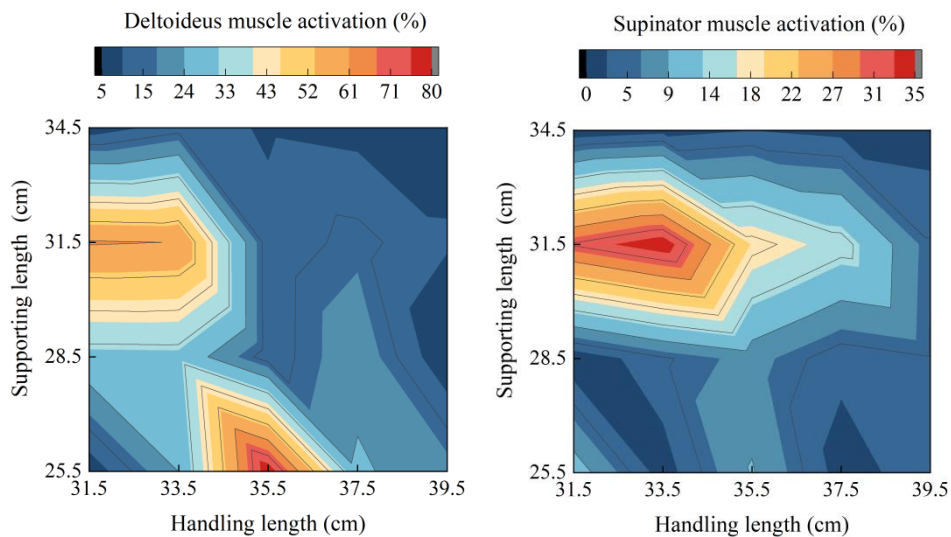 Deltoideus muscle activation (%)
5 15 24 33 43 52 61 71 80
34.5
31.5
28.5
25.5
Supporting length (cm)
31.5 33.5 35.5 37.5 39.5
Handling length (cm)
Supinator muscle activation (%)
0 5 9 14 18 22 27 31 35
34.5
31.5
28.5
25.5
Supporting length (cm)
31.5 33.5 35.5 37.5 39.5
Handling length (cm)